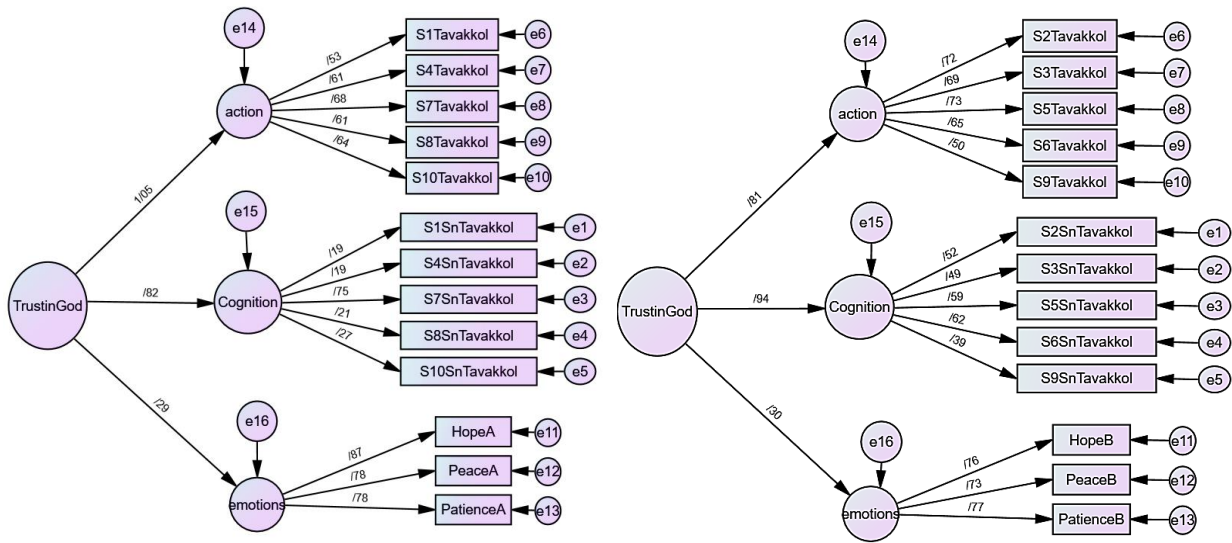 e14
S1Tavakkol
e6
/53
S4Tavakkol
e7
/61
action
/68
S7Tavakkol
e8
/61
S8Tavakkol
e9
/64
S10Tavakkol
e10
1/05
e15
S1SnTavakkol
e1
/19
S4SnTavakkol
e2
/19
TrustinGod
/82
Cognition
/75
S7SnTavakkol
e3
/21
S8SnTavakkol
e4
/27
S10SnTavakkol
e5
/29
e16
HopeA
e11
/87
/78
PeaceA
e12
emotions
/78
PatienceA
e13
e14
S2Tavakkol
e6
/72
S3Tavakkol
e7
/69
action
/73
S5Tavakkol
e8
/65
S6Tavakkol
e9
/50
S9Tavakkol
e10
/81
e15
S2SnTavakkol
e1
/52
S3SnTavakkol
e2
/49
TrustinGod
/94
Cognition
/59
S5SnTavakkol
e3
/62
S6SnTavakkol
e4
/39
S9SnTavakkol
e5
/30
e16
HopeB
e11
/76
/73
PeaceB
e12
emotions
/77
PatienceB
e13